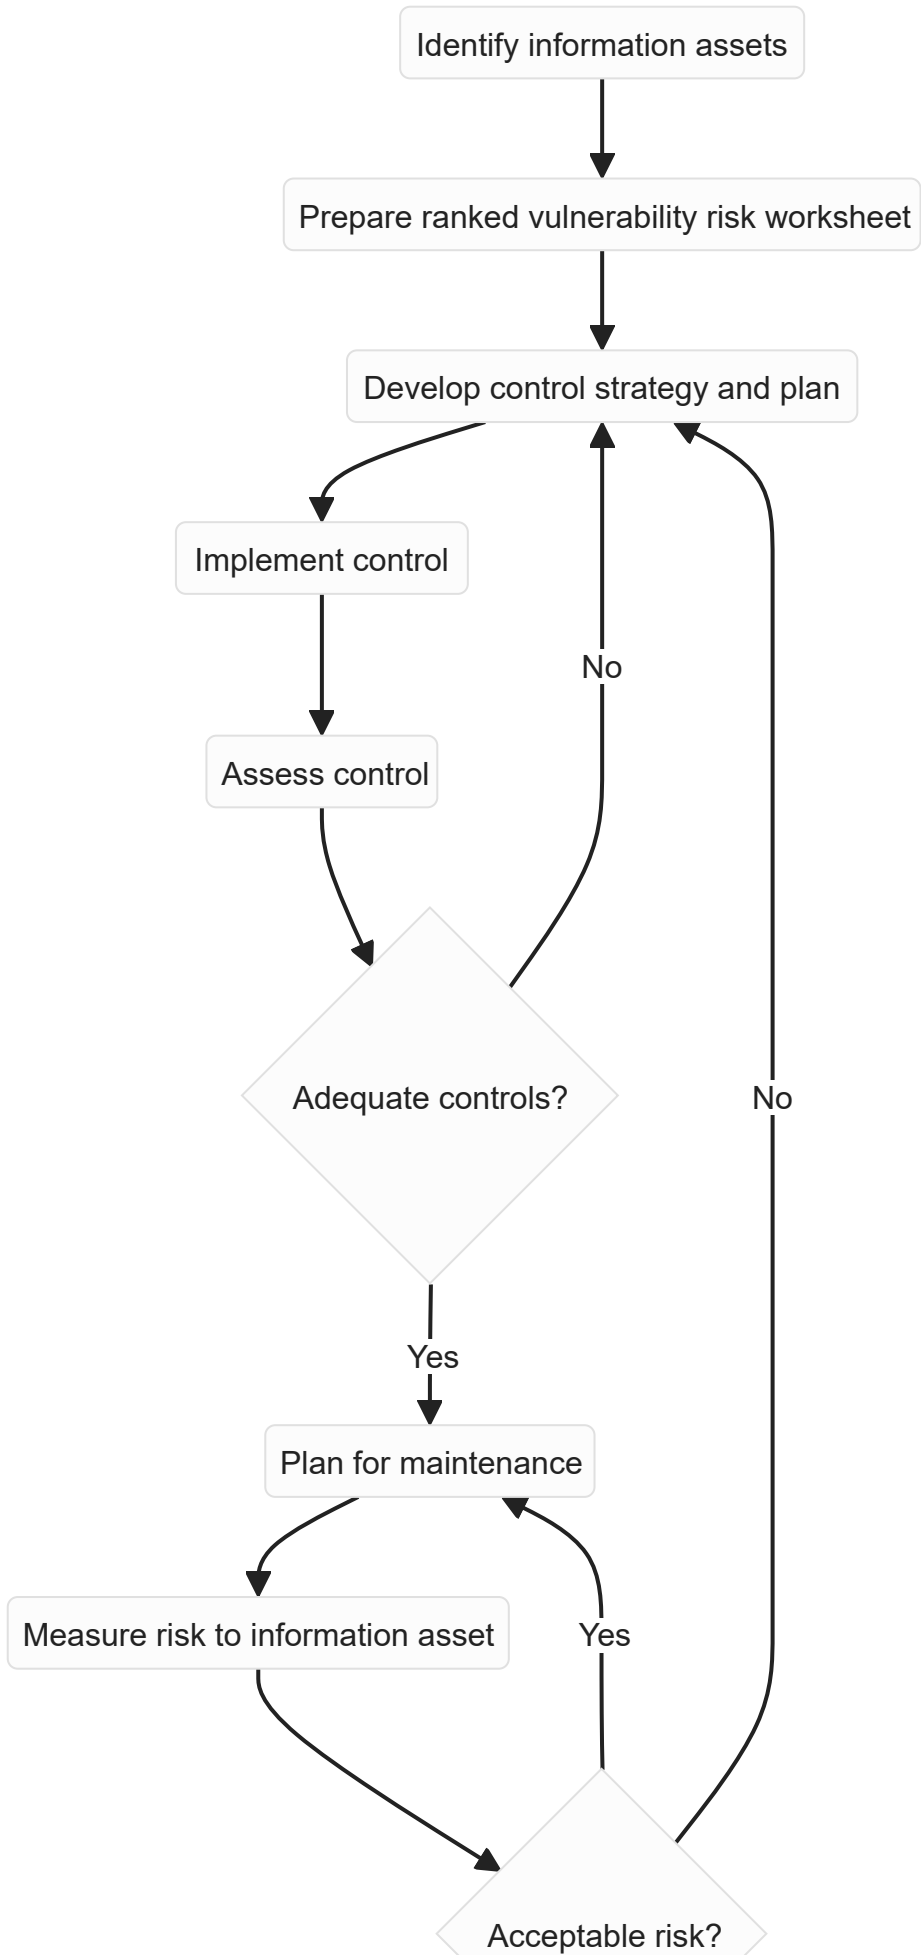 Identify information assets
Prepare ranked vulnerability risk worksheet
Develop control strategy and plan
Implement control
No
Assess control
Adequate controls?
No
Yes
Plan for maintenance
Measure risk to information asset
Yes
Acceptable risk?